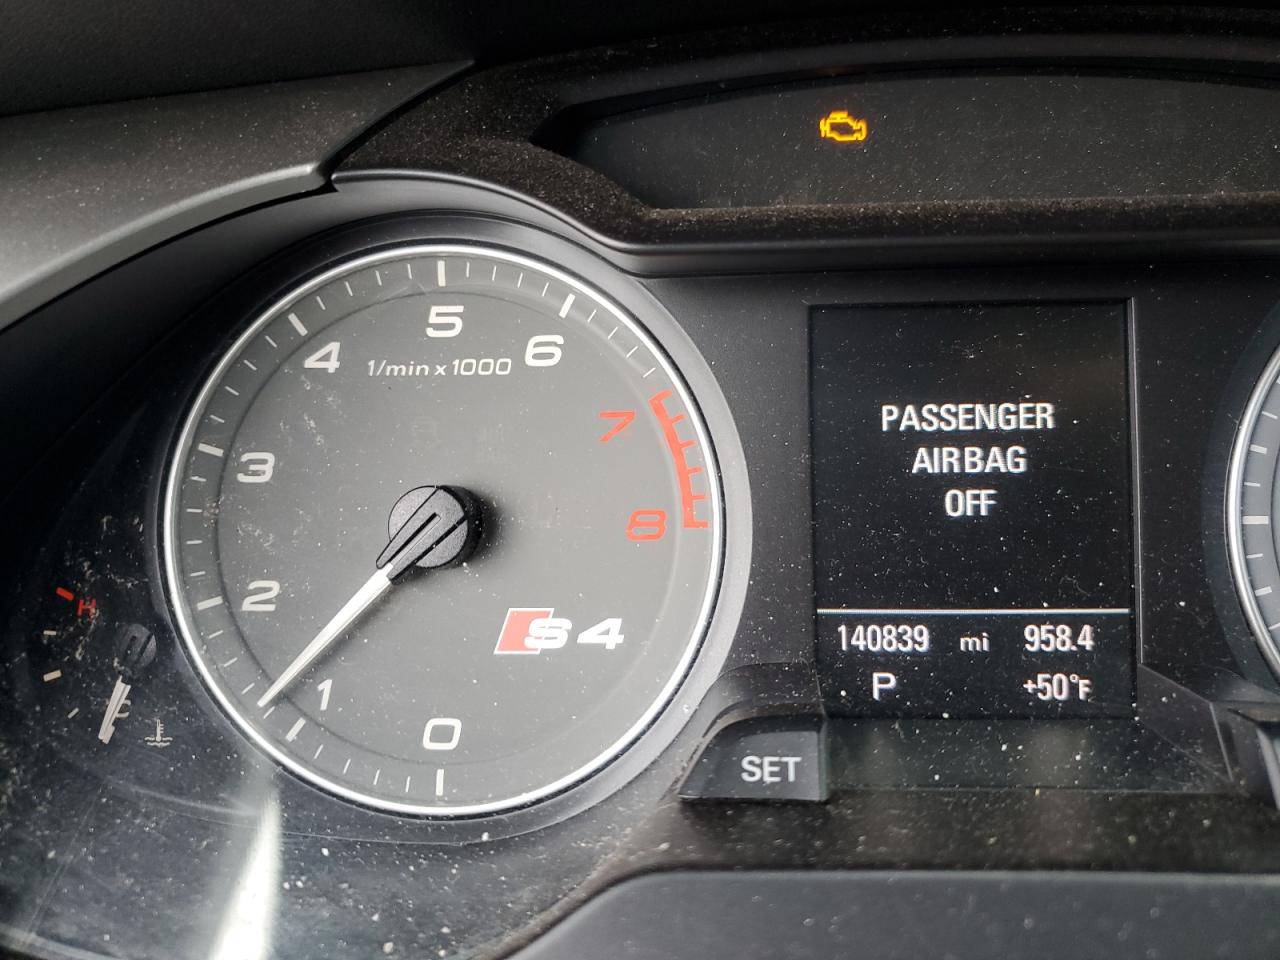 5
4
6
1/min x 1000
7
3
8
2
H
S4
1
0
PASSENGER
AIRBAG
OFF
140839 mi 958.4
P +50°F
SET